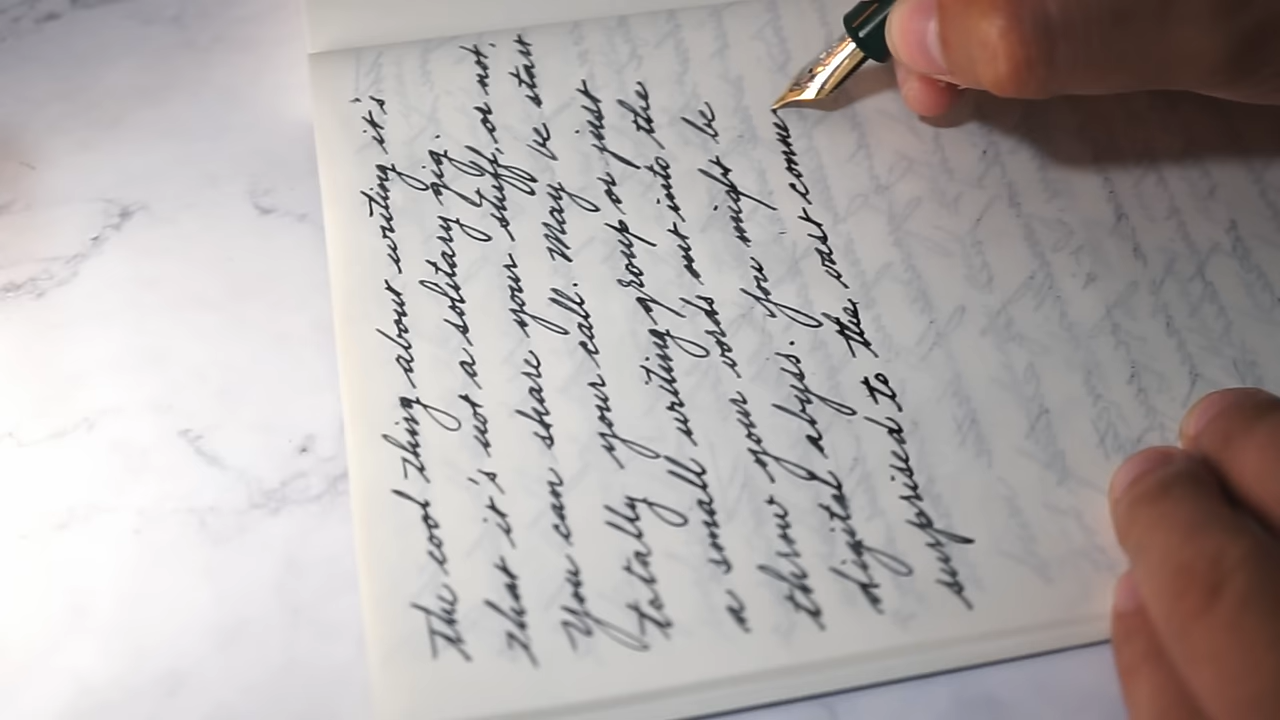 The cool thing about writing it's
that it's not a solitary gig.
You can share your stuff, or not,
Totally your call. May be start
a small writing group or just
throw your words out into the
digital abyss. You might be
surprised to the vast conne